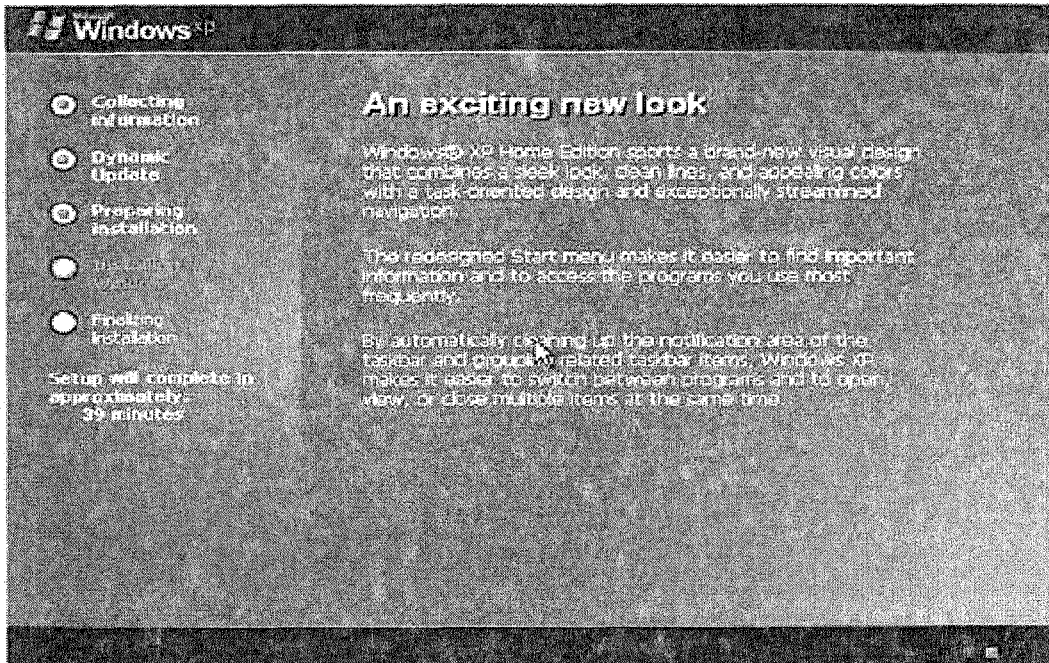 Microsoft
Windows xp
Collecting
information
Dynamic
Update
Preparing
installation
Finalizing
installation
Setup will complete in
approximately:
39 minutes
An exciting new look
Windows® XP Home Edition sports a brand-new visual design
that combines a sleek look, clean lines, and appealing colors
with a task-oriented design and exceptionally streamlined
navigation.
The redesigned Start menu makes it easier to find important
information and to access the programs you use most
frequently.
By automatically cleaning up the notification area of the
taskbar and grouping related taskbar items, Windows XP
makes it easier to switch between programs and to open,
view, or close multiple items at the same time.